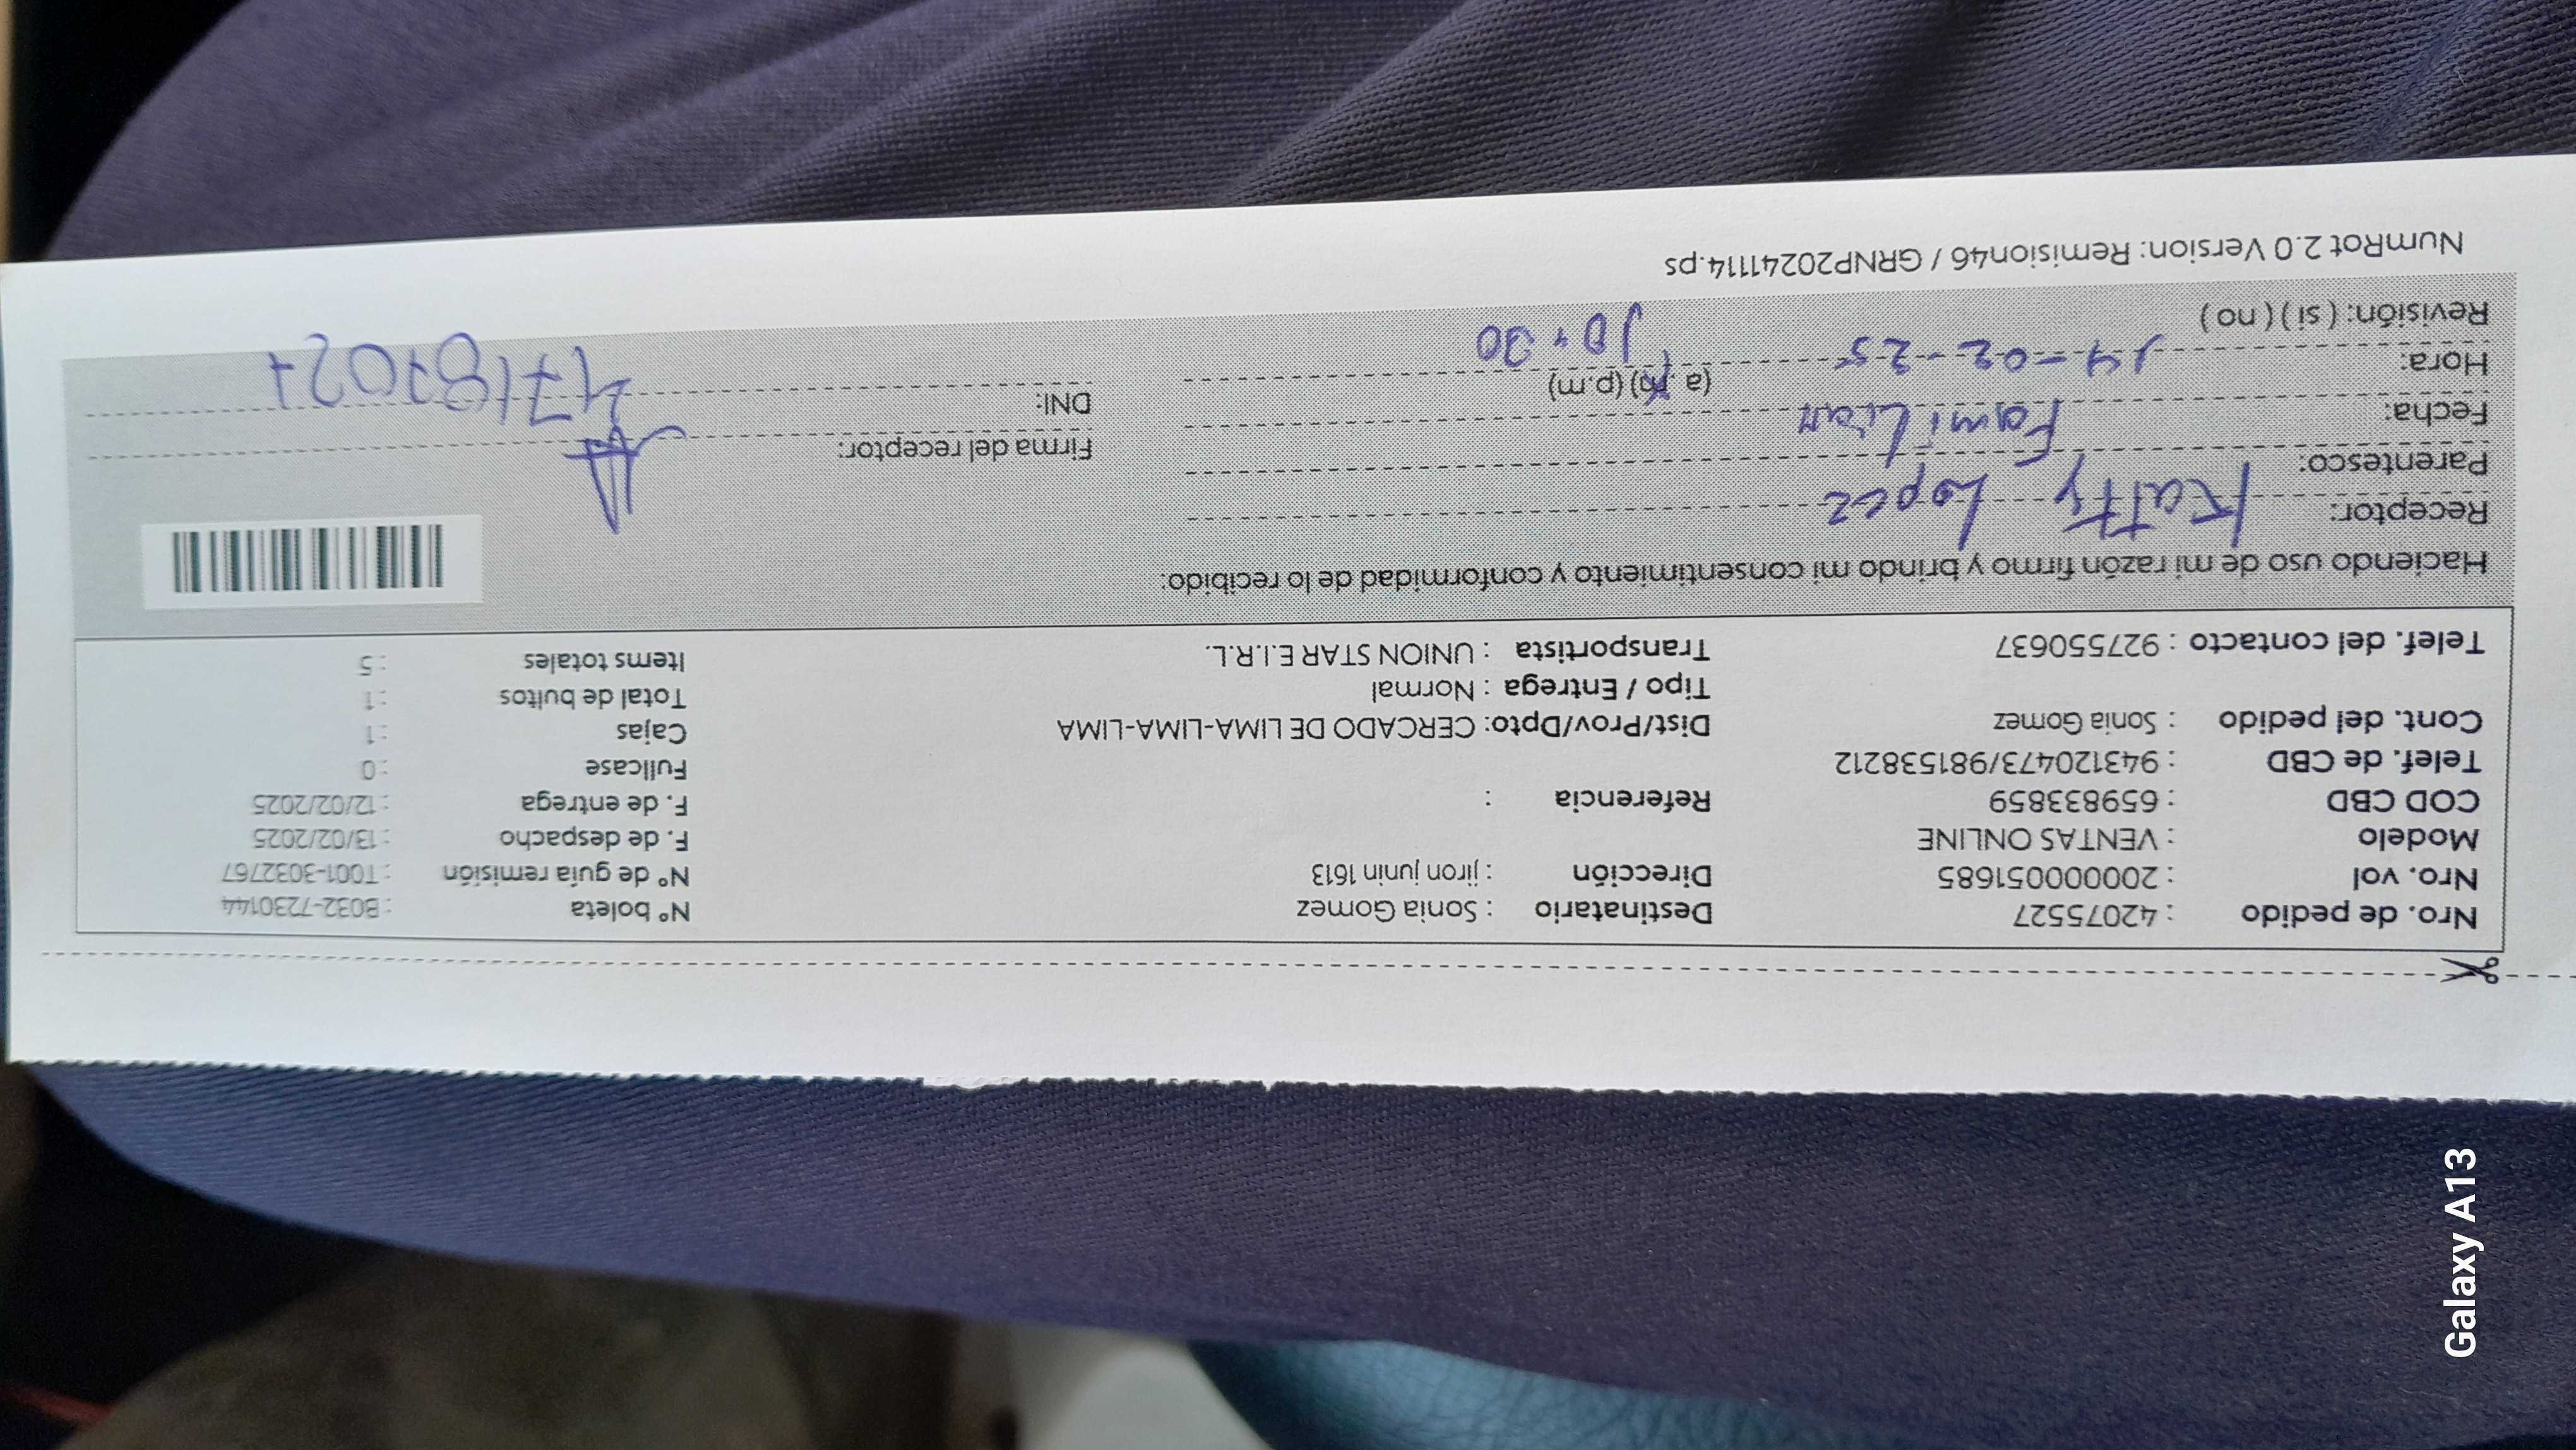 Nro. de pedido : 42075527 Destinatario : Sonia Gomez N° boleta : B032-7230144
Nro. vol : 20000051685 Dirección : jiron junin 1613 N° de guía remisión : T001-3032767
Modelo : VENTAS ONLINE F. de despacho : 13/02/2025
COD CBD : 659833859 Referencia : F. de entrega : 12/02/2025
Telef. de CBD : 943120473/981538212 Fullcase : 0
Cont. del pedido : Sonia Gomez Dist/Prov/Dpto: CERCADO DE LIMA-LIMA-LIMA Cajas : 1
Tipo / Entrega : Normal Total de bultos : 1
Telef. del contacto : 927550637 Transportista : UNION STAR E.I.R.L. Items totales : 5
Haciendo uso de mi razón firmo y brindo mi consentimiento y conformidad de lo recibido:
Receptor: Katty Lopez
Parentesco: Familiar Firma del receptor:
Fecha: 14-02-25 DNI: 47187021
Hora: 10:30 (a.m) (p.m)
Revisión: ( si ) ( no )
NumRot 2.0 Version: Remision46 / GRNP20241114.ps
Galaxy A13